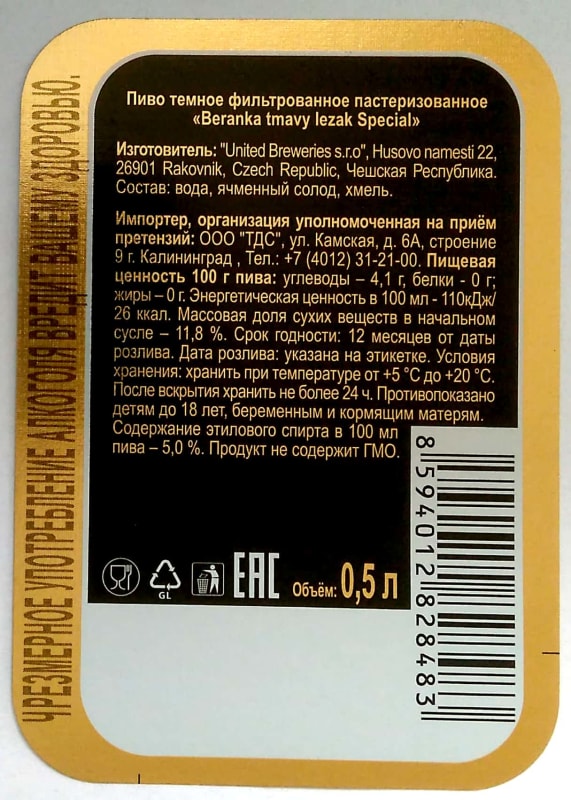 Пиво темное фильтрованное пастеризованное
«Beranka tmavy lezak Special»
Изготовитель: "United Breweries s.r.o", Husovo namesti 22,
26901 Rakovnik, Czech Republic, Чешская Республика.
Состав: вода, ячменный солод, хмель.
Импортер, организация уполномоченная на приём
претензий: ООО "ТДС", ул. Камская, д. 6А, строение
9 г. Калининград , Тел.: +7 (4012) 31-21-00. Пищевая
ценность 100 г пива: углеводы – 4,1 г, белки - 0 г;
жиры – 0 г. Энергетическая ценность в 100 мл - 110кДж/
26 ккал. Массовая доля сухих веществ в начальном
сусле – 11,8 %. Срок годности: 12 месяцев от даты
розлива. Дата розлива: указана на этикетке. Условия
хранения: хранить при температуре от +5 °С до +20 °С.
После вскрытия хранить не более 24 ч. Противопоказано
детям до 18 лет, беременным и кормящим матерям.
Содержание этилового спирта в 100 мл
пива – 5,0 %. Продукт не содержит ГМО.
GL
ЕАС
Объём: 0,5 л
8 594012 828483
ЧРЕЗМЕРНОЕ УПОТРЕБЛЕНИЕ АЛКОГОЛЯ ВРЕДИТ ВАШЕМУ ЗДОРОВЬЮ.